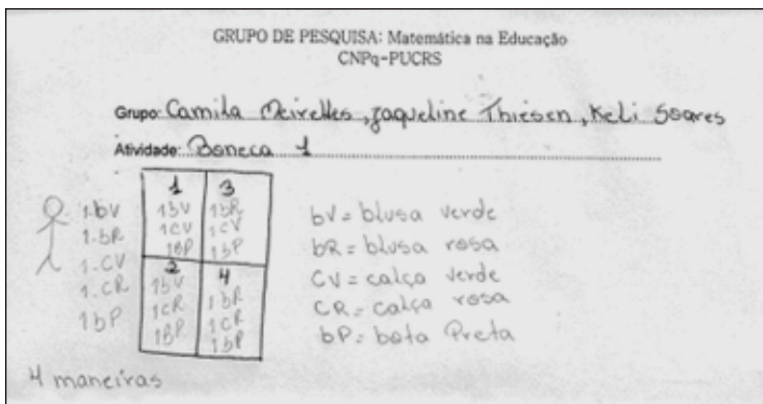 GRUPO DE PESQUISA: Matemática na Educação
CNPq-PUCRS
Grupo: Camila Meirelles, Jaqueline Thiesen, Keli Soares
Atividade: Boneca 1
1.bV
1.bR
1.CV
1.CR
1bP
1
1bV
1CV
1BP
3
1bR
1CV
1bP
2
1bV
1CR
1BP
4
1bR
1CR
1bP
bV = blusa verde
bR = blusa rosa
CV = calça verde
CR = calça rosa
bP = bota Preta
4 maneiras